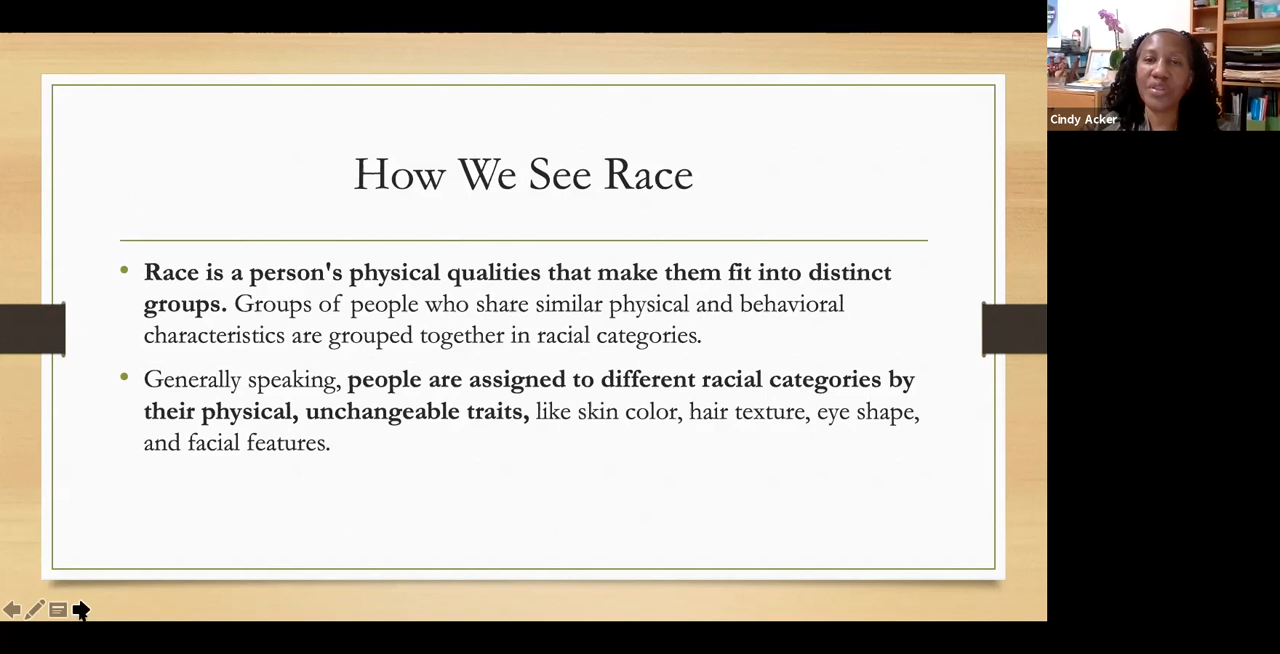 How We See Race
• Race is a person's physical qualities that make them fit into distinct
groups. Groups of people who share similar physical and behavioral
characteristics are grouped together in racial categories.
• Generally speaking, people are assigned to different racial categories by
their physical, unchangeable traits, like skin color, hair texture, eye shape,
and facial features.
Cindy Acker